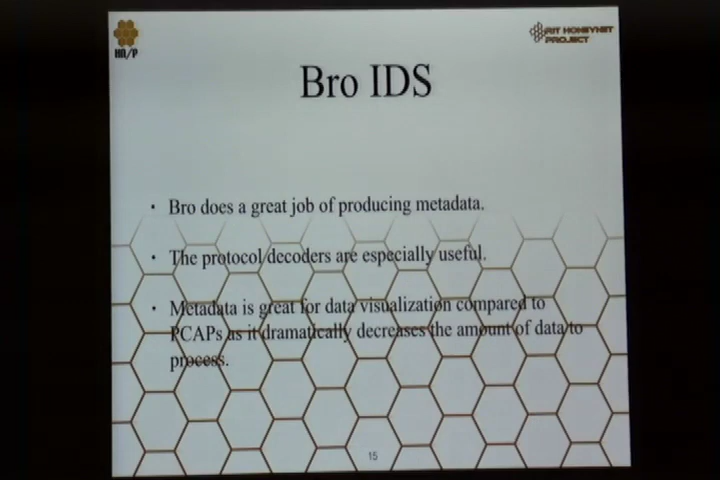 HØ/P
RIT HONEYNET
PROJECT
Bro IDS
• Bro does a great job of producing metadata.
• The protocol decoders are especially useful.
• Metadata is great for data visualization compared to
PCAPs as it dramatically decreases the amount of data to
process.
15